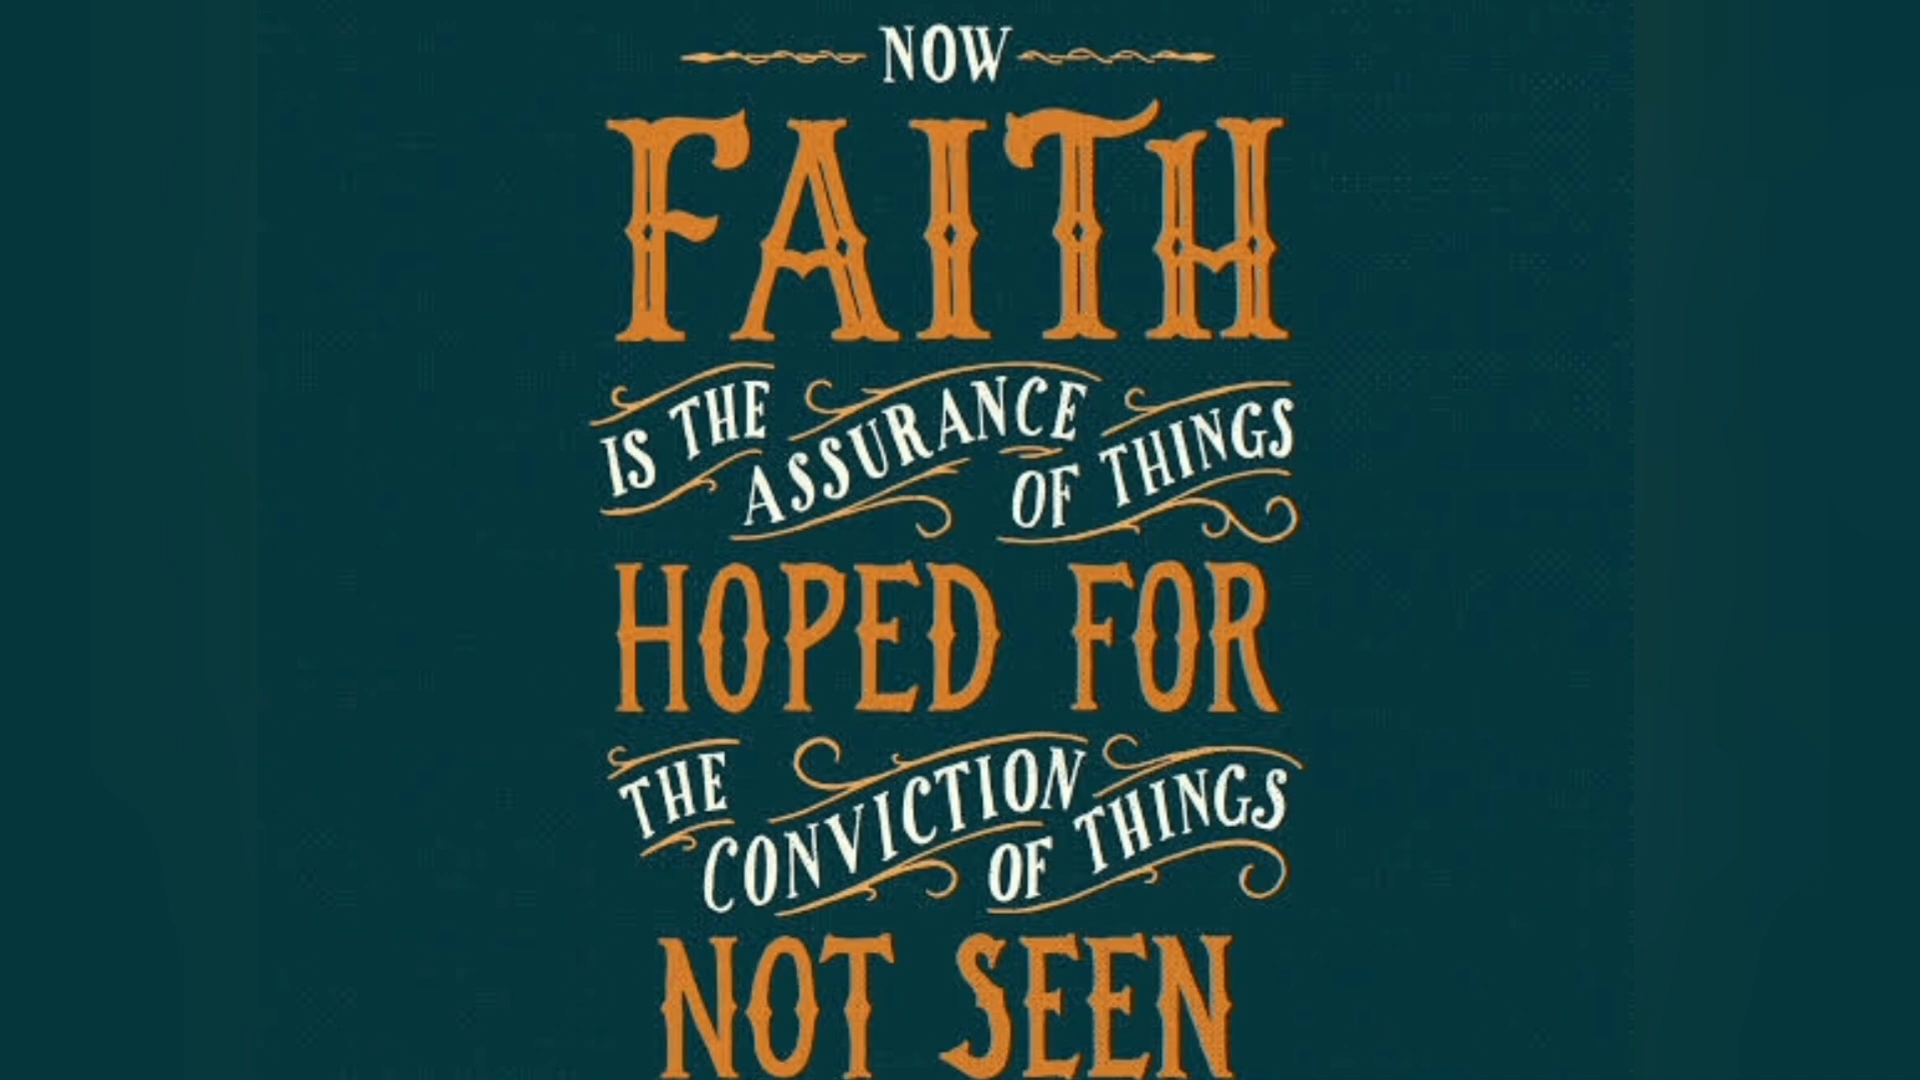 NOW
FAITH
IS THE ASSURANCE OF THINGS
HOPED FOR
THE CONVICTION OF THINGS
NOT SEEN